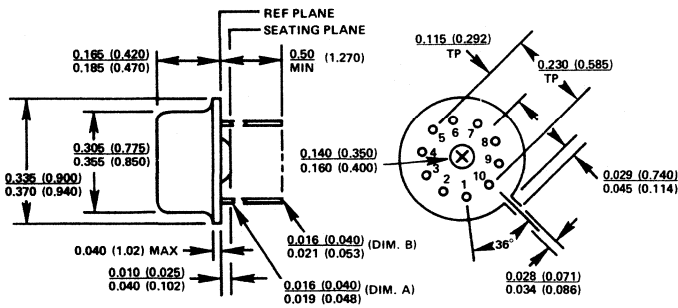 REF PLANE
SEATING PLANE
0.165 (0.420)
0.185 (0.470)
0.50 (1.270)
MIN
0.115 (0.292)
TP
0.230 (0.585)
TP
0.335 (0.900)
0.370 (0.940)
0.305 (0.775)
0.355 (0.850)
0.140 (0.350)
0.160 (0.400)
5 6 7
4 8
3 9
2 1 10
0.029 (0.740)
0.045 (0.114)
0.040 (1.02) MAX
0.010 (0.025)
0.040 (0.102)
0.016 (0.040) (DIM. B)
0.021 (0.053)
0.016 (0.040) (DIM. A)
0.019 (0.048)
36°
0.028 (0.071)
0.034 (0.086)